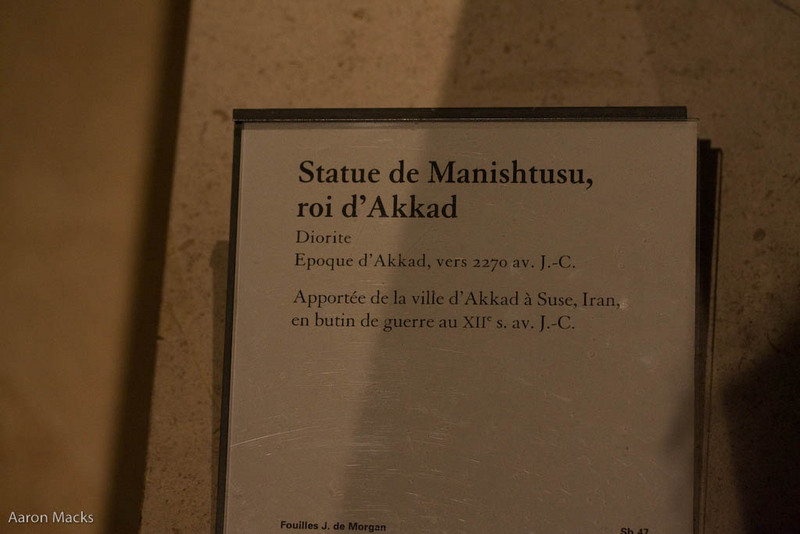 Statue de Manishtusu,
roi d'Akkad
Diorite
Epoque d'Akkad, vers 2270 av. J.-C.
Apportée de la ville d'Akkad à Suse, Iran,
en butin de guerre au XIIe s. av. J.-C.
Fouilles J. de Morgan
Sb 47
Aaron Macks